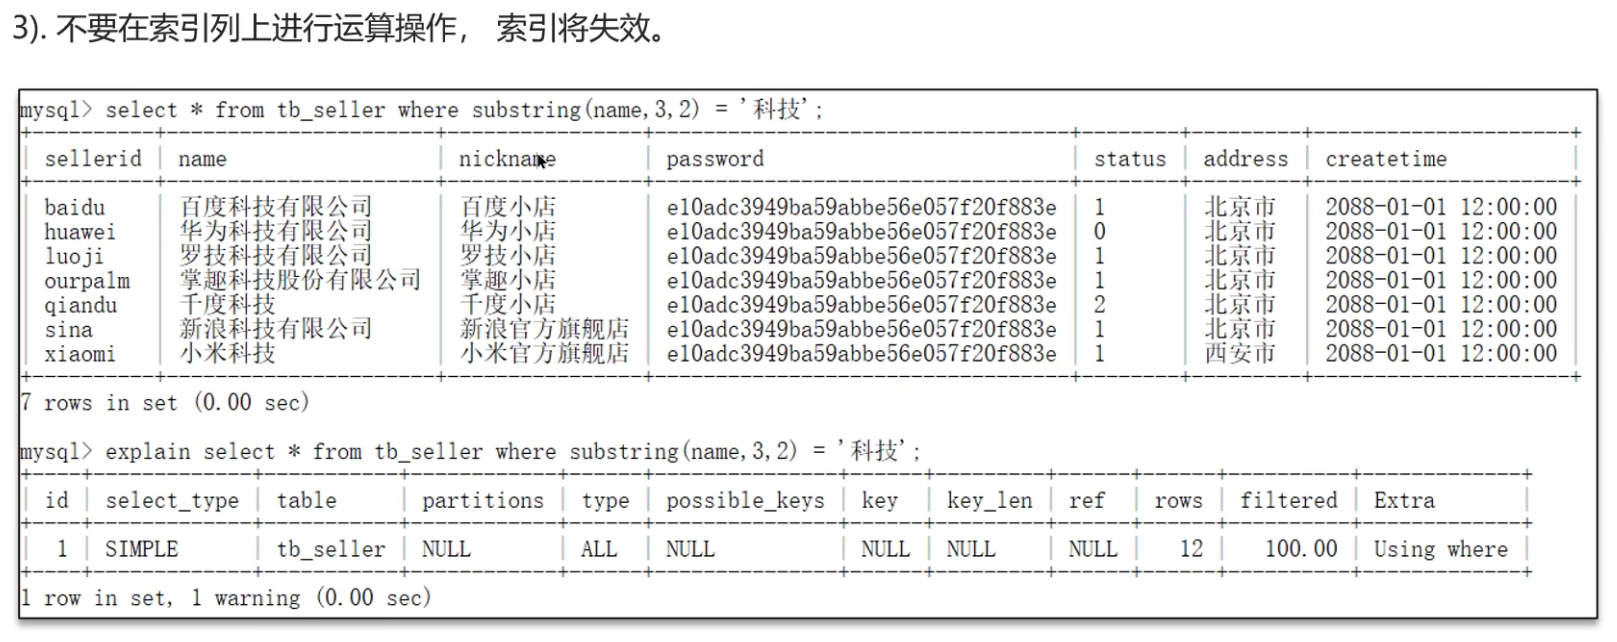 3). 不要在索引列上进行运算操作， 索引将失效。
mysql> select * from tb_seller where substring(name,3,2) = '科技';
| sellerid | name | nickname | password | status | address | createtime |
| baidu | 百度科技有限公司 | 百度小店 | e10adc3949ba59abbe56e057f20f883e | 1 | 北京市 | 2088-01-01 12:00:00 |
| huawei | 华为科技有限公司 | 华为小店 | e10adc3949ba59abbe56e057f20f883e | 0 | 北京市 | 2088-01-01 12:00:00 |
| luoji | 罗技科技有限公司 | 罗技小店 | e10adc3949ba59abbe56e057f20f883e | 1 | 北京市 | 2088-01-01 12:00:00 |
| ourpalm | 掌趣科技股份有限公司 | 掌趣小店 | e10adc3949ba59abbe56e057f20f883e | 1 | 北京市 | 2088-01-01 12:00:00 |
| qiandu | 千度科技 | 千度小店 | e10adc3949ba59abbe56e057f20f883e | 2 | 北京市 | 2088-01-01 12:00:00 |
| sina | 新浪科技有限公司 | 新浪官方旗舰店 | e10adc3949ba59abbe56e057f20f883e | 1 | 北京市 | 2088-01-01 12:00:00 |
| xiaomi | 小米科技 | 小米官方旗舰店 | e10adc3949ba59abbe56e057f20f883e | 1 | 西安市 | 2088-01-01 12:00:00 |
7 rows in set (0.00 sec)
mysql> explain select * from tb_seller where substring(name,3,2) = '科技';
| id | select_type | table | partitions | type | possible_keys | key | key_len | ref | rows | filtered | Extra |
| 1 | SIMPLE | tb_seller | NULL | ALL | NULL | NULL | NULL | NULL | 12 | 100.00 | Using where |
1 row in set, 1 warning (0.00 sec)